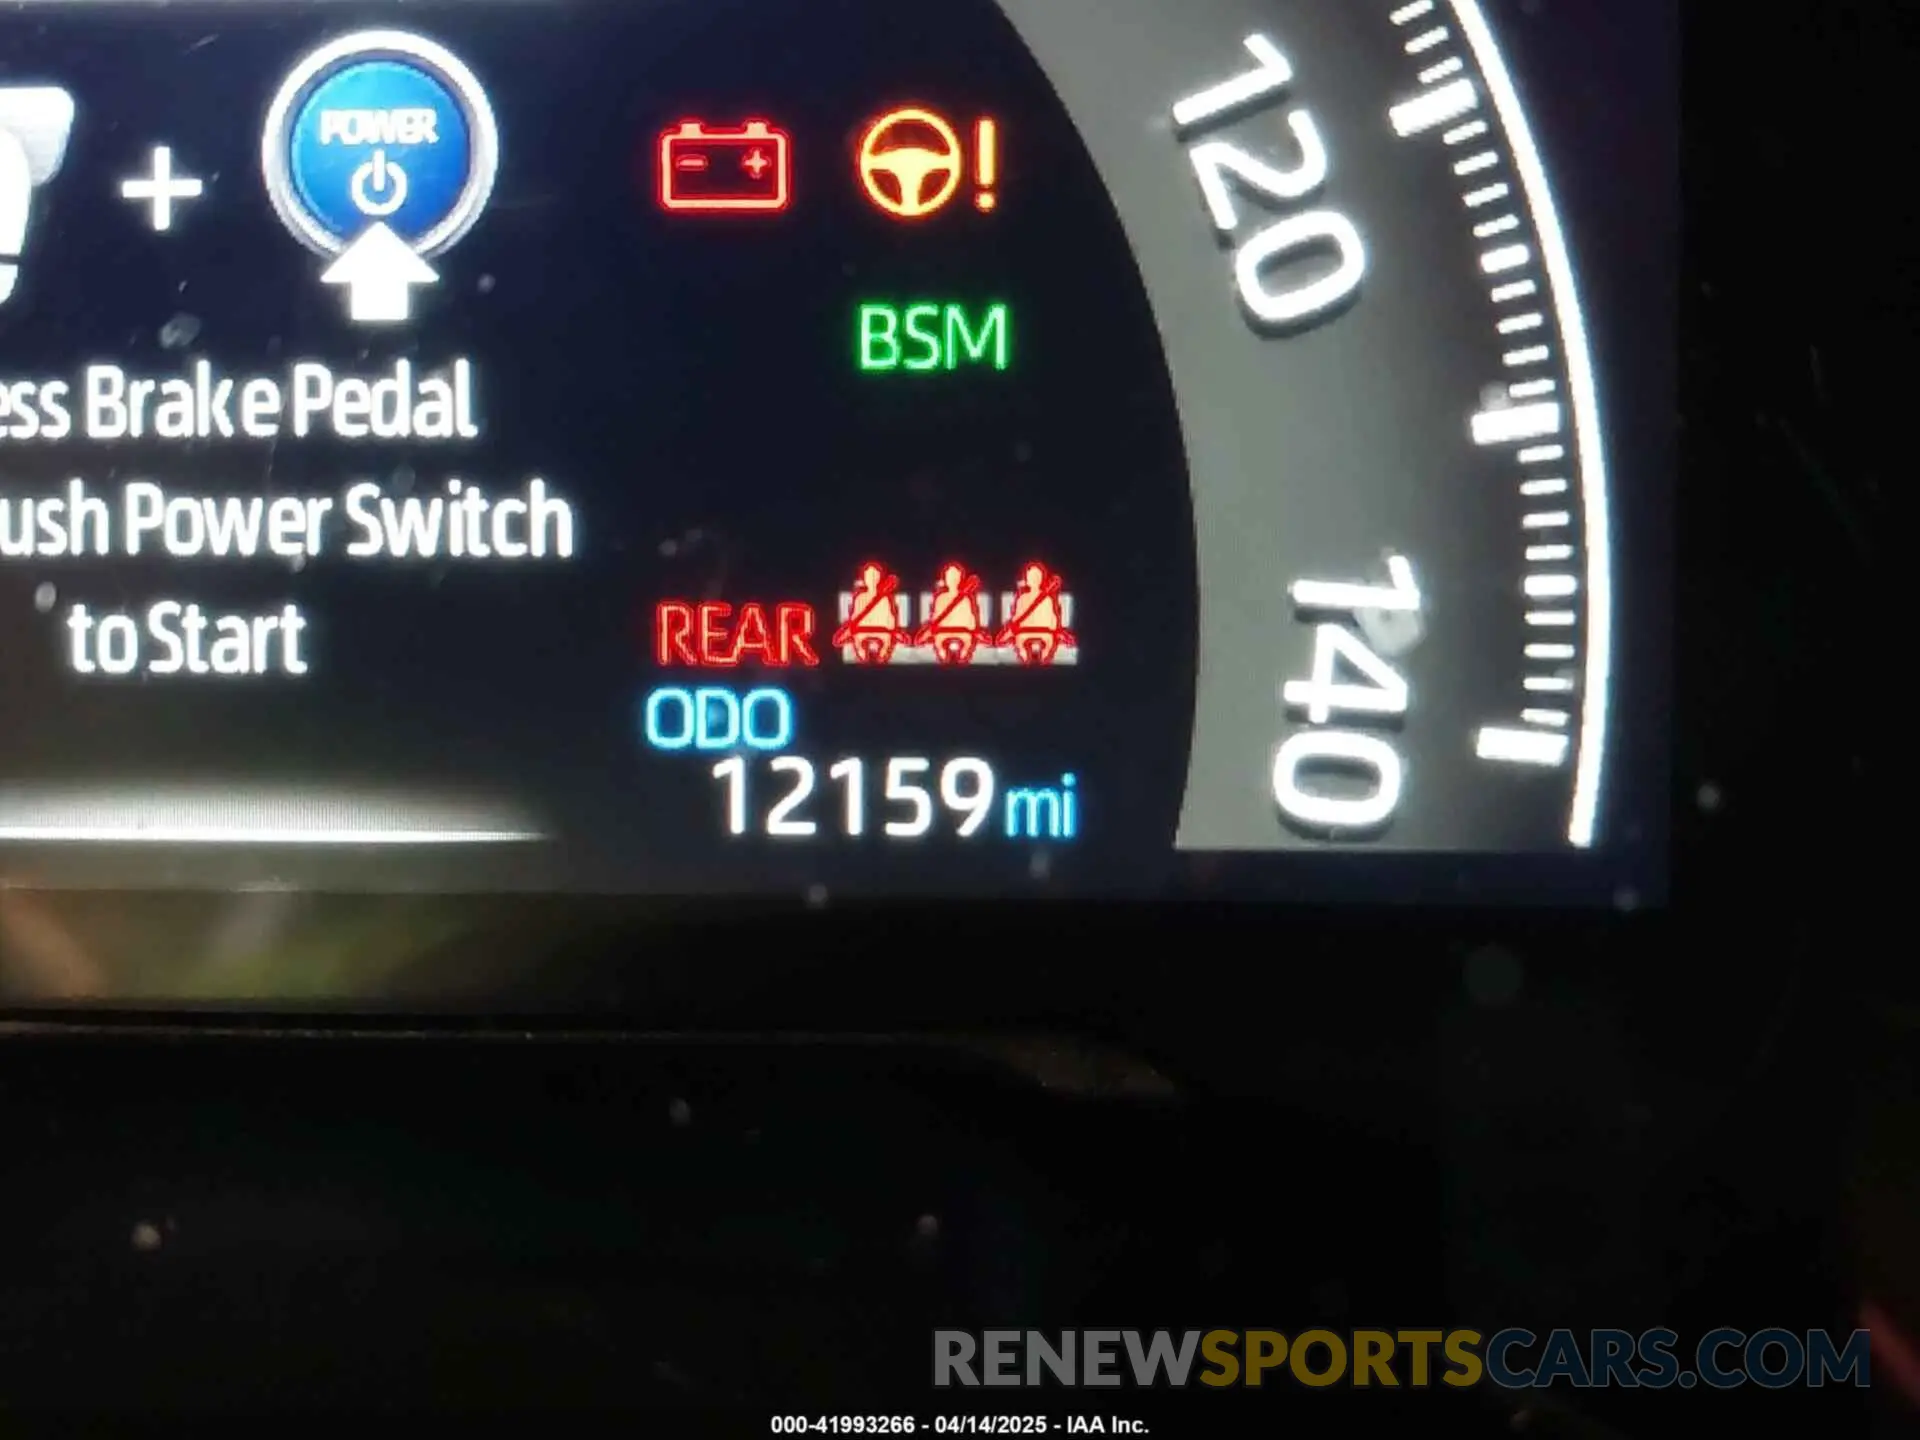 POWER
ess Brake Pedal
ush Power Switch
to Start
BSM
REAR
ODO
12159 mi
120
140
RENEWSPORTSCARS.COM
000-41993266 - 04/14/2025 - IAA Inc.